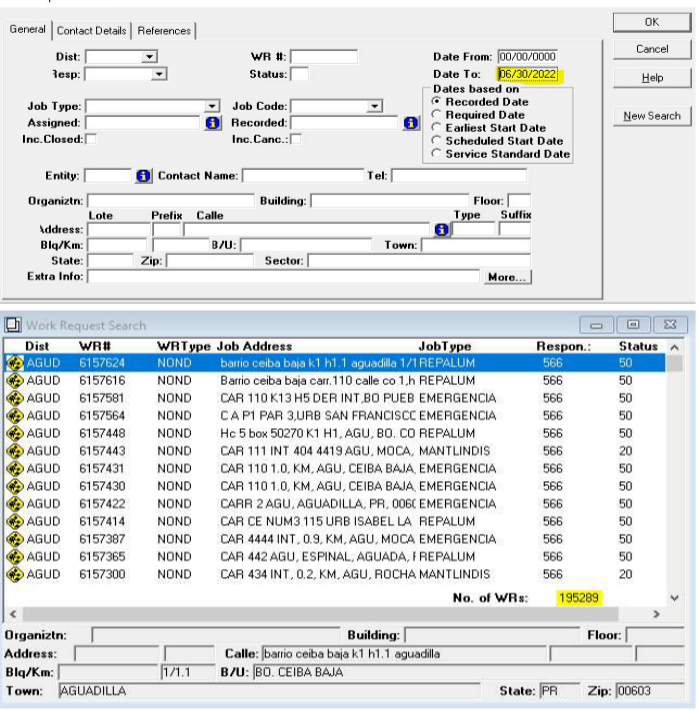 General Contact Details References OK
Dist: WR #: Date From: 00/00/0000 Cancel
Resp: Status: Date To: 06/30/2022 Help
Dates based on
Job Type: Job Code: Recorded Date
Assigned: Recorded: Required Date New Search
Inc.Closed: Inc.Canc.: Earliest Start Date
Scheduled Start Date
Service Standard Date
Entity: Contact Name: Tel:
Organiztn: Building: Floor:
Lote Prefix Calle Type Suffix
Address:
Blq/Km: B/U: Town:
State: Zip: Sector:
Extra Info: More...
Work Request Search
Dist WR# WRType Job Address JobType Respon.: Status
AGUD 6157624 NOND barrio ceiba baja k1 h1.1 aguadilla 1/1 REPALUM 566 50
AGUD 6157616 NOND Barrio ceiba baja carr.110 calle co 1,h REPALUM 566 50
AGUD 6157581 NOND CAR 110 K13 H5 DER INT,BO PUEB EMERGENCIA 566 50
AGUD 6157564 NOND C A P1 PAR 3,URB SAN FRANCISCC EMERGENCIA 566 50
AGUD 6157448 NOND Hc 5 box 50270 K1 H1, AGU, BO. CO REPALUM 566 50
AGUD 6157443 NOND CAR 111 INT 404 4419 AGU, MOCA, MANTLINDIS 566 20
AGUD 6157431 NOND CAR 110 1.0, KM, AGU, CEIBA BAJA, EMERGENCIA 566 50
AGUD 6157430 NOND CAR 110 1.0, KM, AGU, CEIBA BAJA, EMERGENCIA 566 50
AGUD 6157422 NOND CARR 2 AGU, AGUADILLA, PR, 0060 EMERGENCIA 566 50
AGUD 6157414 NOND CAR CE NUM3 115 URB ISABEL LA REPALUM 566 50
AGUD 6157387 NOND CAR 4444 INT, 0.9, KM, AGU, MOCA EMERGENCIA 566 50
AGUD 6157365 NOND CAR 442 AGU, ESPINAL, AGUADA, F REPALUM 566 50
AGUD 6157300 NOND CAR 434 INT, 0.2, KM, AGU, ROCHA MANTLINDIS 566 20
No. of WRs: 195289
Organiztn: Building: Floor:
Address: Calle: barrio ceiba baja k1 h1.1 aguadilla
Blq/Km: 1/1.1 B/U: BO. CEIBA BAJA
Town: AGUADILLA State: PR Zip: 00603